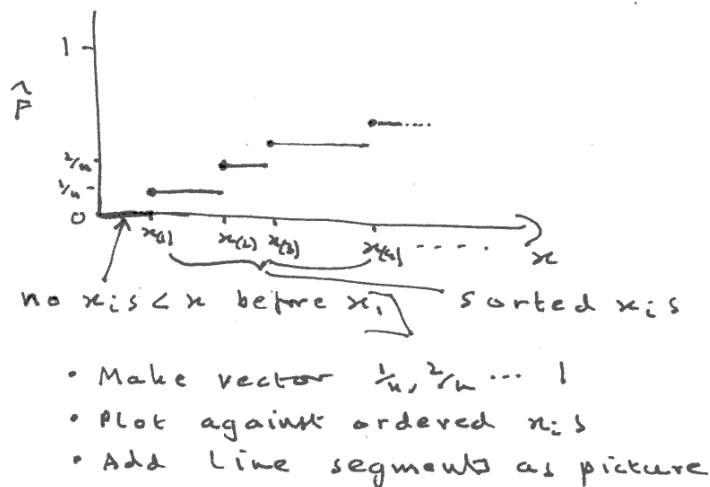 1
F̂
2/n
1/n
0
x(1) x(2) x(3) x(4) .....
x
no xis < x before x1
sorted xis
• Make vector 1/n, 2/n ... 1
• Plot against ordered xis
• Add line segments as picture